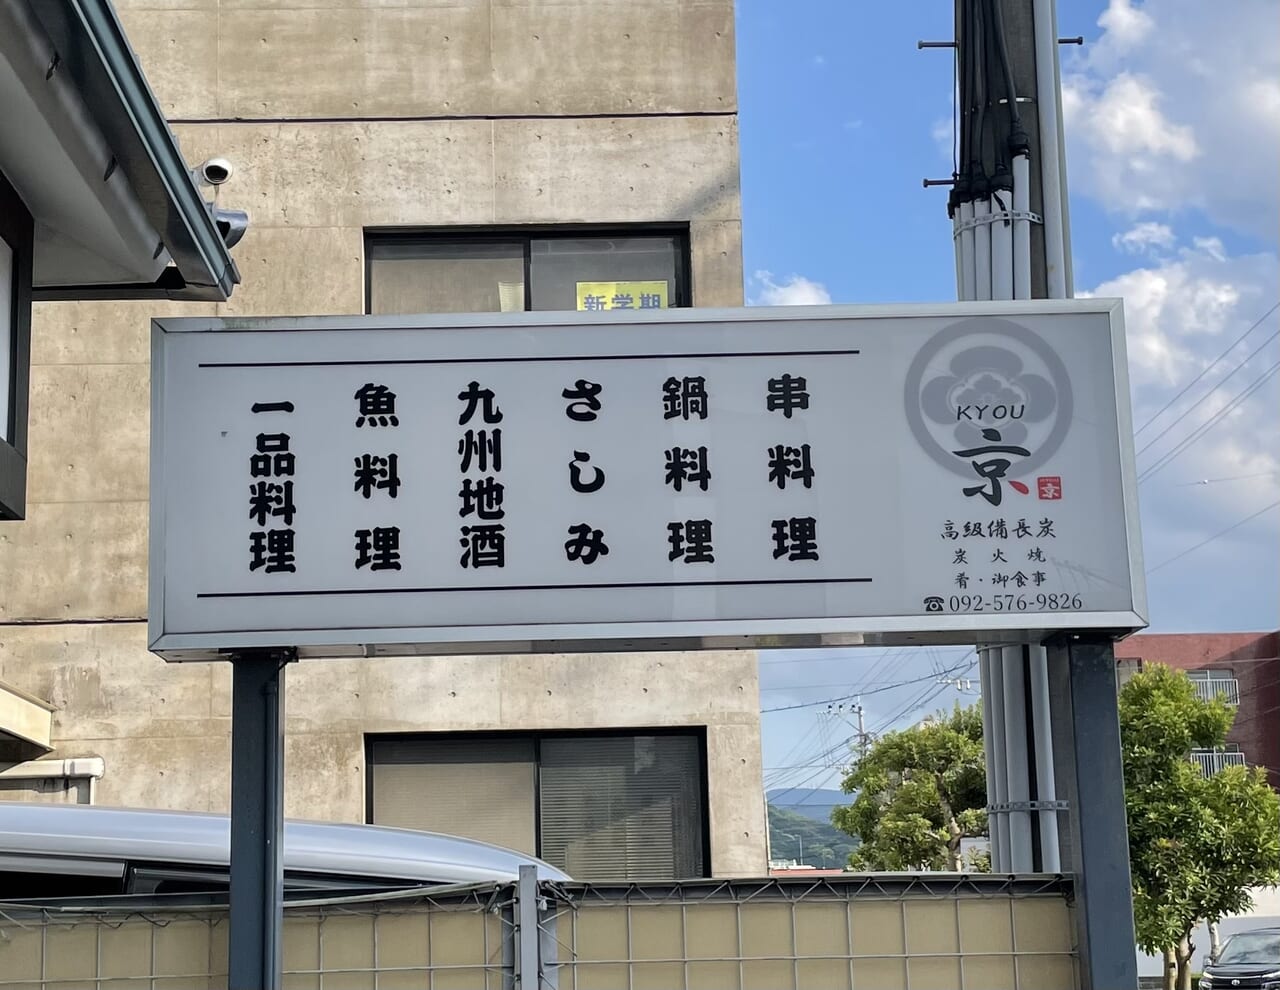 新学期
串料理
鍋料理
さしみ
九州地酒
魚料理
一品料理
KYOU
京
京
高級備長炭
炭火焼
肴・御食事
☎092-576-9826